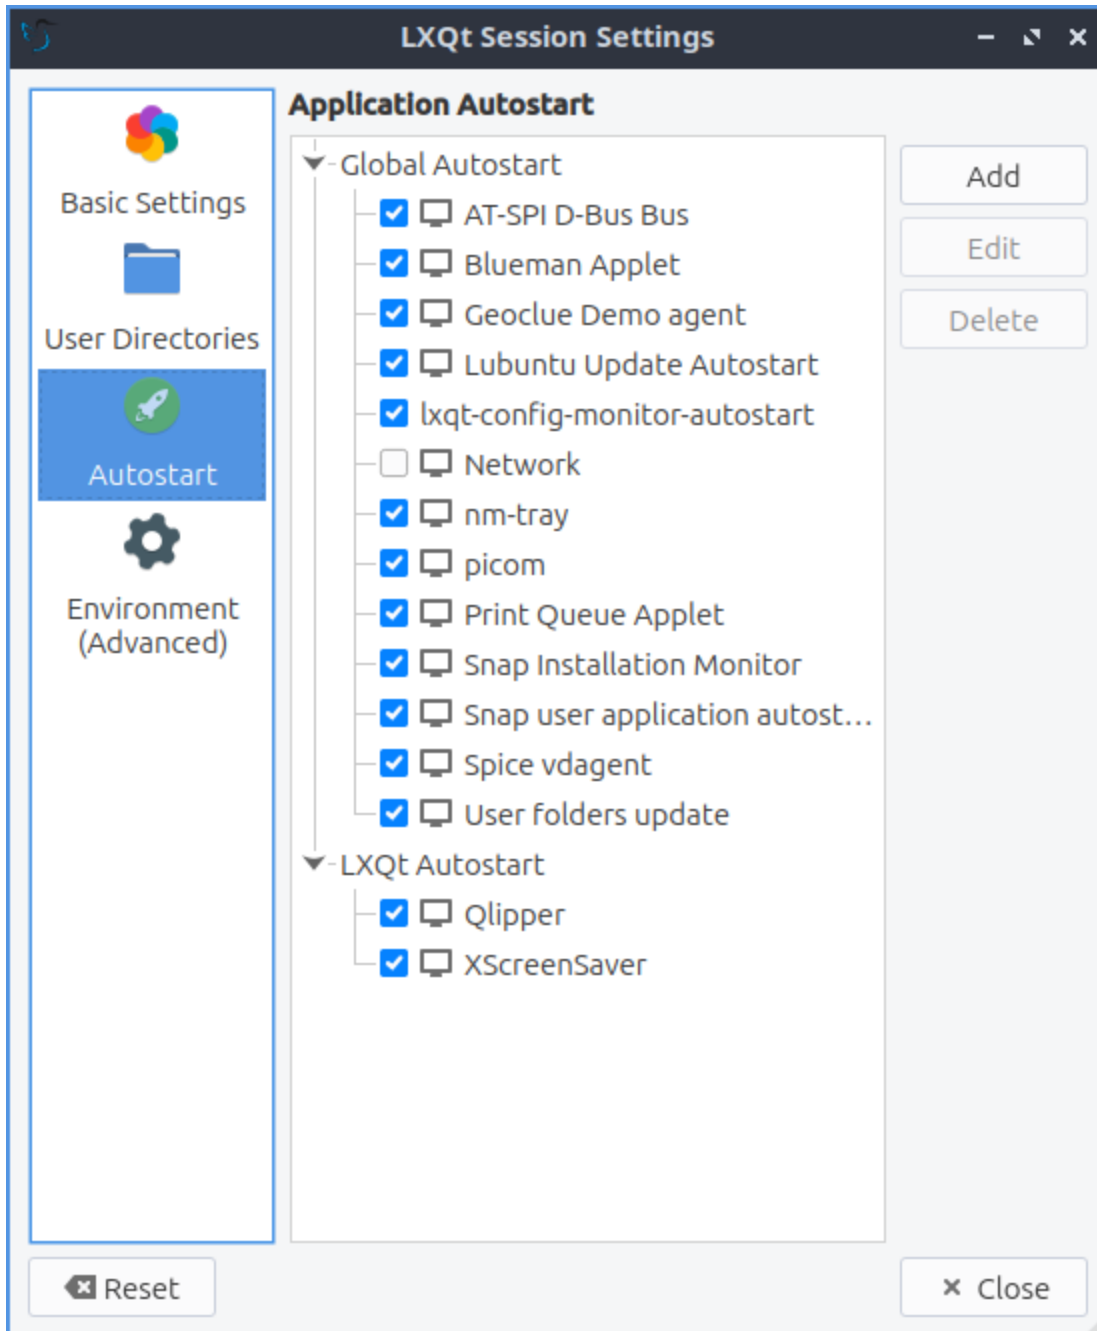 LXQt Session Settings
Basic Settings
User Directories
Autostart
Environment
(Advanced)
Application Autostart
Global Autostart
AT-SPI D-Bus Bus
Blueman Applet
Geoclue Demo agent
Lubuntu Update Autostart
lxqt-config-monitor-autostart
Network
nm-tray
picom
Print Queue Applet
Snap Installation Monitor
Snap user application autost...
Spice vdagent
User folders update
LXQt Autostart
Qlipper
XScreenSaver
Add
Edit
Delete
Reset
Close